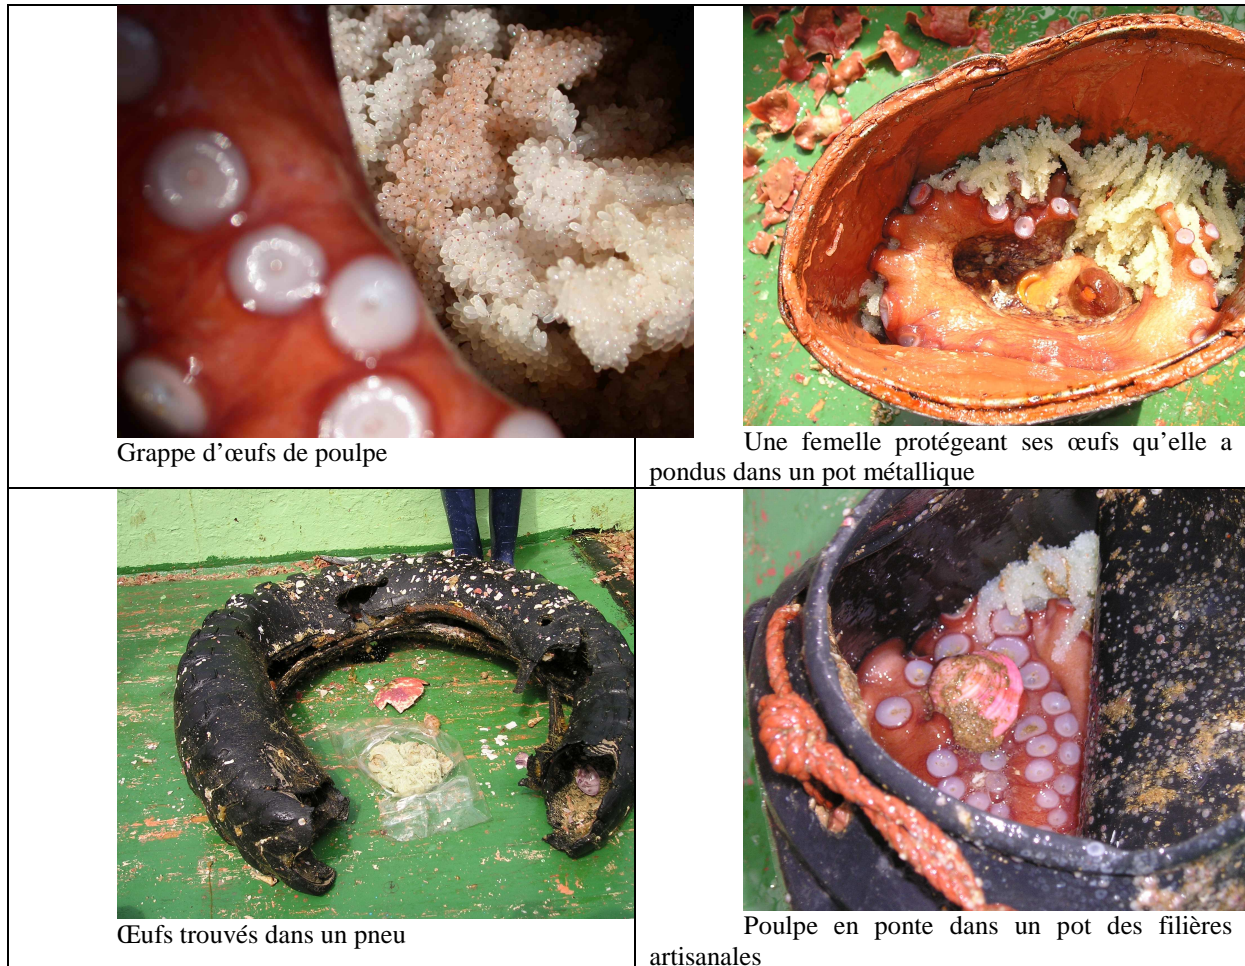 Grappe d’œufs de poulpe
Une femelle protégeant ses œufs qu’elle a
pondus dans un pot métallique
Œufs trouvés dans un pneu
Poulpe en ponte dans un pot des filières
artisanales